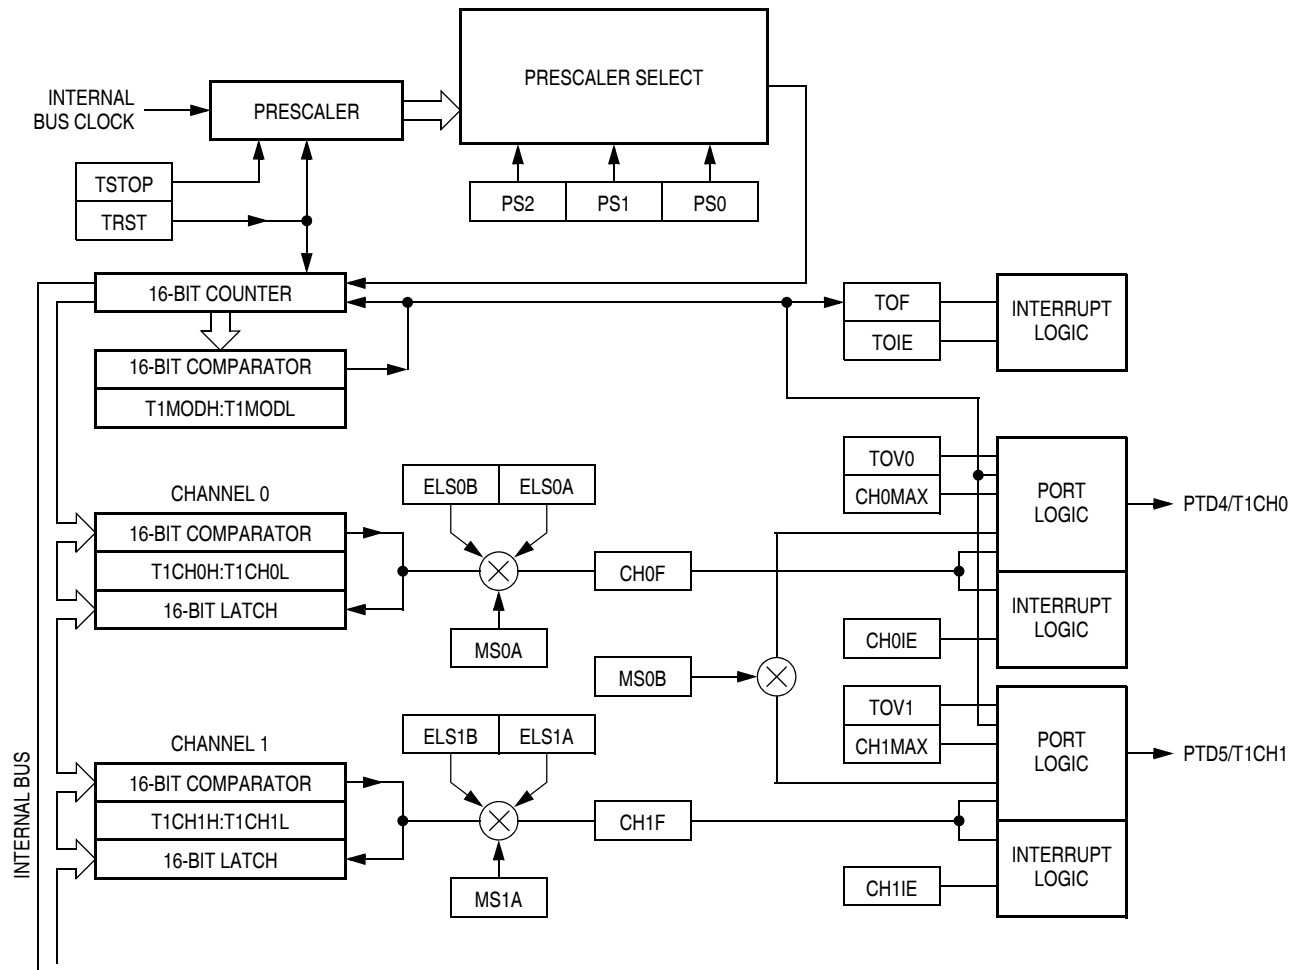 PRESCALER SELECT
INTERNAL
BUS CLOCK
PRESCALER
TSTOP
TRST
PS2
PS1
PS0
16-BIT COUNTER
16-BIT COMPARATOR
T1MODH:T1MODL
TOF
TOIE
INTERRUPT
LOGIC
CHANNEL 0
16-BIT COMPARATOR
T1CH0H:T1CH0L
16-BIT LATCH
ELS0B
ELS0A
MS0A
CH0F
TOV0
CH0MAX
PORT
LOGIC
PTD4/T1CH0
INTERRUPT
LOGIC
CH0IE
MS0B
CHANNEL 1
16-BIT COMPARATOR
T1CH1H:T1CH1L
16-BIT LATCH
ELS1B
ELS1A
MS1A
CH1F
TOV1
CH1MAX
PORT
LOGIC
PTD5/T1CH1
INTERRUPT
LOGIC
CH1IE
INTERNAL BUS